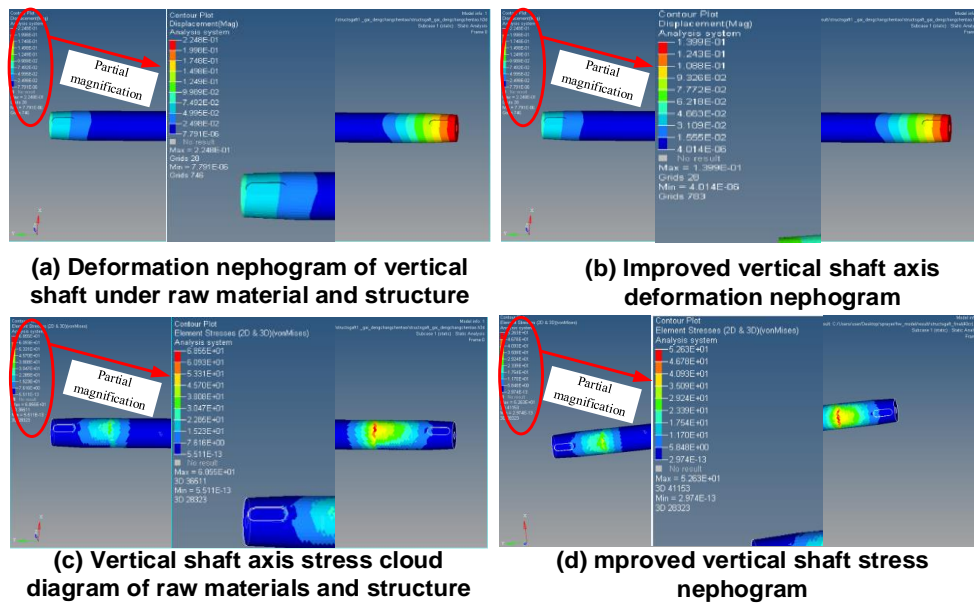 Contour Plot
Displacement(Mag)
Analysis system
2.248E-01
1.998E-01
1.748E-01
1.498E-01
1.249E-01
9.989E-02
7.492E-02
4.995E-02
2.498E-02
7.791E-06
No result
Max = 2.248E-01
Grids 28
Min = 7.791E-06
Grids 746
Partial
magnification
Contour Plot
Displacement(Mag)
Analysis system
1.399E-01
1.243E-01
1.088E-01
9.326E-02
7.772E-02
6.218E-02
4.663E-02
3.109E-02
1.555E-02
4.014E-06
No result
Max = 1.399E-01
Grids 28
Min = 4.014E-06
Grids 783
Partial
magnification
(a) Deformation nephogram of vertical
shaft under raw material and structure
(b) Improved vertical shaft axis
deformation nephogram
Contour Plot
Element Stresses (2D & 3D)(vonMises)
Analysis system
6.855E+01
6.093E+01
5.331E+01
4.570E+01
3.808E+01
3.047E+01
2.285E+01
1.523E+01
7.616E+00
5.511E-13
No result
Max = 6.855E+01
3D 36611
Min = 5.511E-13
3D 28323
Partial
magnification
Contour Plot
Element Stresses (2D & 3D)(vonMises)
Analysis system
5.263E+01
4.678E+01
4.093E+01
3.509E+01
2.924E+01
2.339E+01
1.754E+01
1.170E+01
5.848E+00
2.974E-13
No result
Max = 5.263E+01
3D 41153
Min = 2.974E-13
3D 28323
Partial
magnification
(c) Vertical shaft axis stress cloud
diagram of raw materials and structure
(d) mproved vertical shaft stress
nephogram